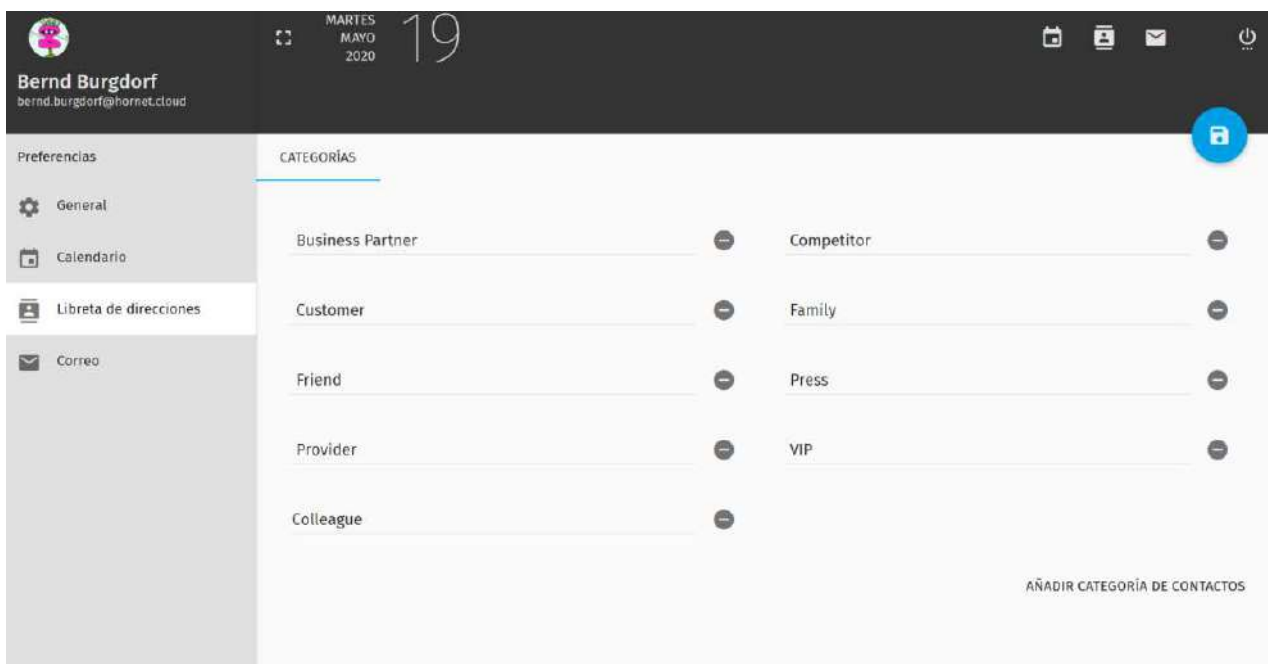 MARTES
MAYO
2020
19
Bernd Burgdorf
bernd.burgdorf@hornet.cloud
Preferencias
General
Calendario
Libreta de direcciones
Correo
CATEGORÍAS
Business Partner
Competitor
Customer
Family
Friend
Press
Provider
VIP
Colleague
AÑADIR CATEGORÍA DE CONTACTOS